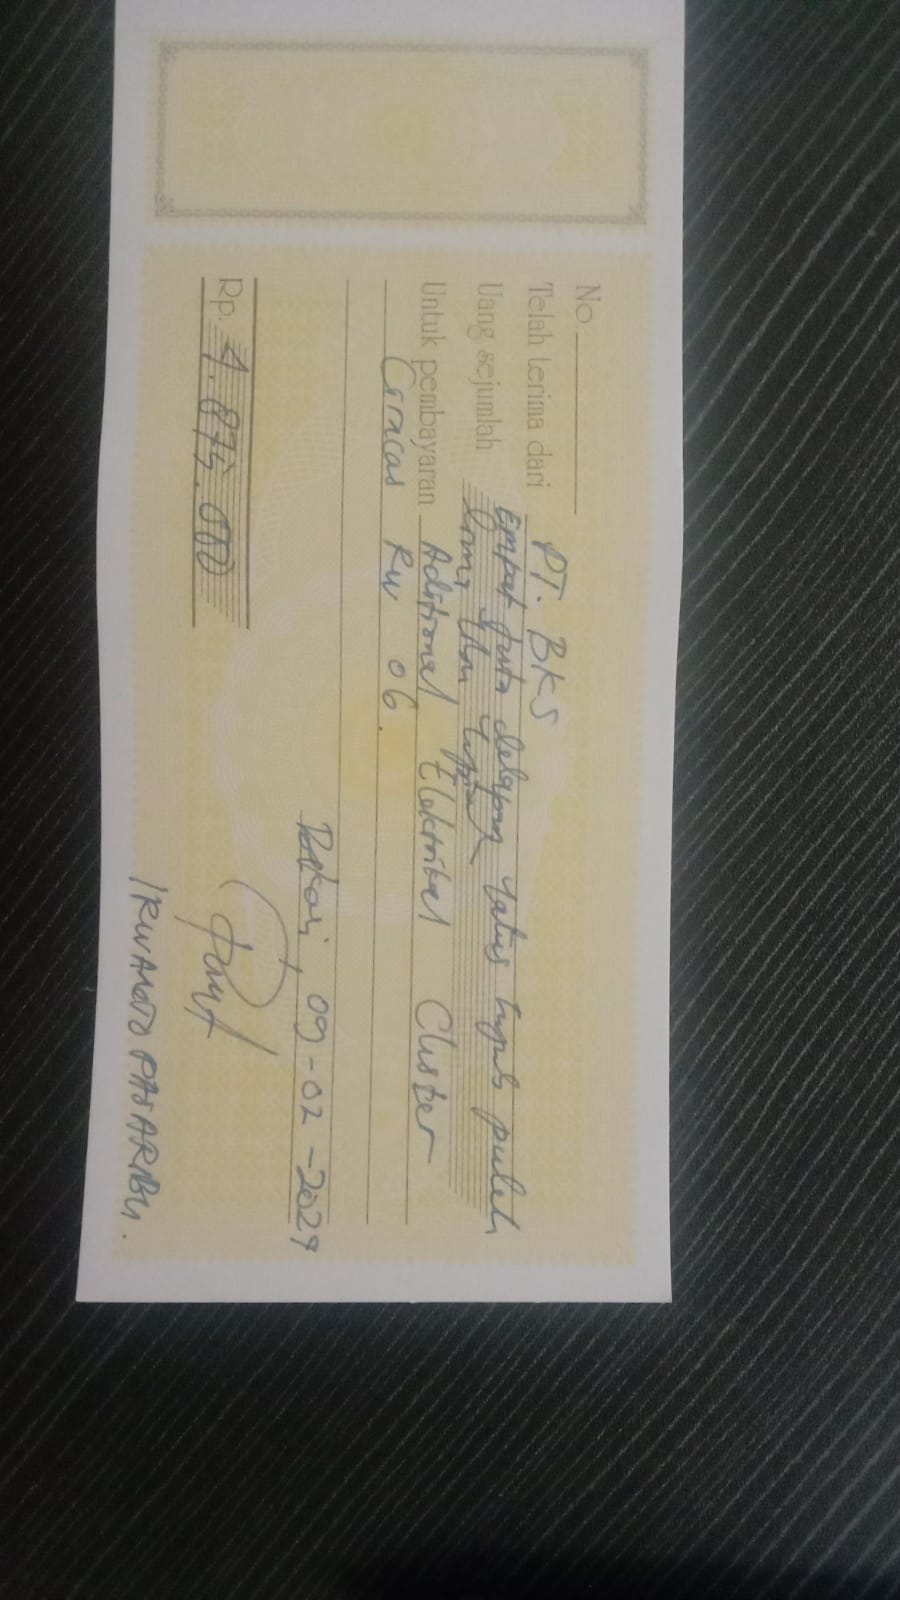 No.
Telah terima dari PT. BKS
Uang sejumlah Empat Juta delapan ratus tujuh puluh
Lima Ribu Rupiah
Untuk pembayaran Aditional Elektrikal Cluster
Ciracas RW 06.
Bekasi, 09-02-2024
Rp. 4.875.000
IRWANTO PASARIBU.